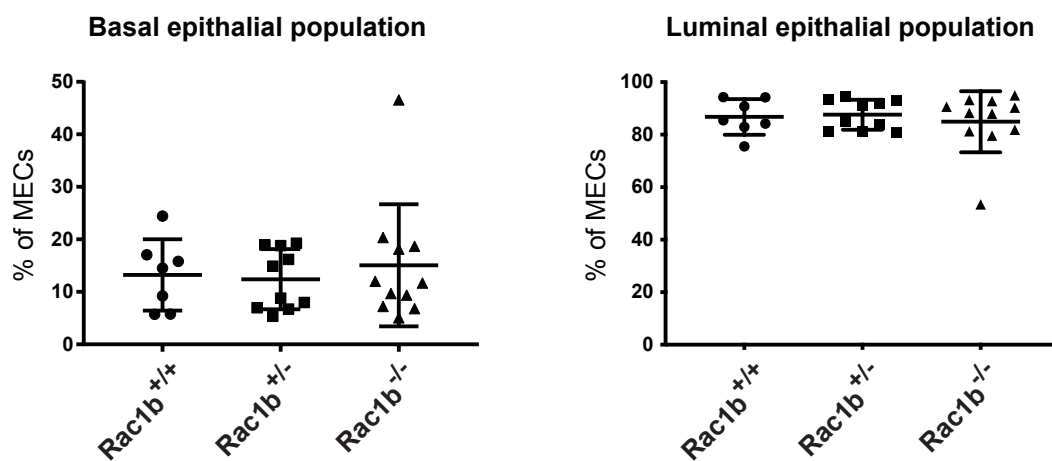 Basal epithalial population
50
40
30
20
10
0
% of MECs
Rac1b +/+
Rac1b +/-
Rac1b -/-
Luminal epithalial population
100
80
60
40
20
0
% of MECs
Rac1b +/+
Rac1b +/-
Rac1b -/-